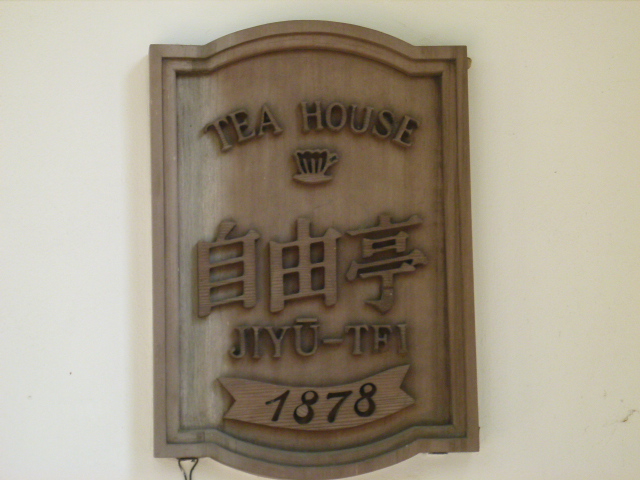 TEA HOUSE
自由亭
JIYŪ-TEI
1878